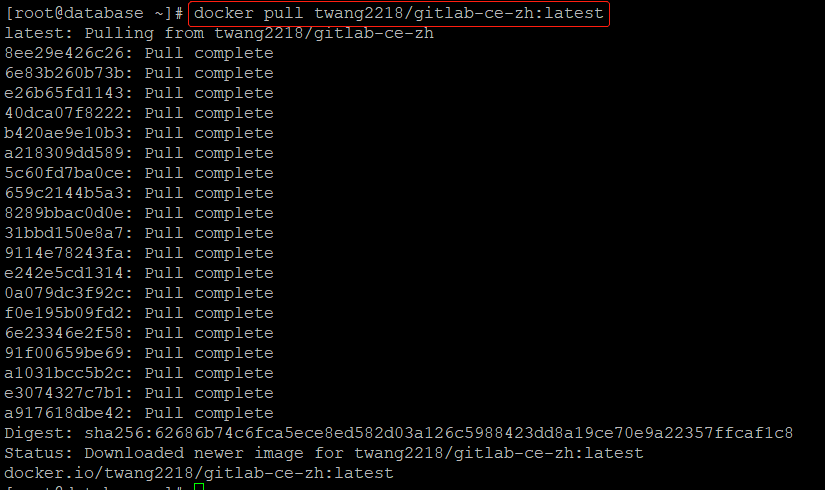 [root@database ~]# docker pull twang2218/gitlab-ce-zh:latest
latest: Pulling from twang2218/gitlab-ce-zh
8ee29e426c26: Pull complete
6e83b260b73b: Pull complete
e26b65fd1143: Pull complete
40dca07f8222: Pull complete
b420ae9e10b3: Pull complete
a218309dd589: Pull complete
5c60fd7ba0ce: Pull complete
659c2144b5a3: Pull complete
8289bbac0d0e: Pull complete
31bbd150e8a7: Pull complete
9114e78243fa: Pull complete
e242e5cd1314: Pull complete
0a079dc3f92c: Pull complete
f0e195b09fd2: Pull complete
6e23346e2f58: Pull complete
91f00659be69: Pull complete
a1031bcc5b2c: Pull complete
e3074327c7b1: Pull complete
a917618dbe42: Pull complete
Digest: sha256:62686b74c6fca5ece8ed582d03a126c5988423dd8a19ce70e9a22357ffcaf1c8
Status: Downloaded newer image for twang2218/gitlab-ce-zh:latest
docker.io/twang2218/gitlab-ce-zh:latest